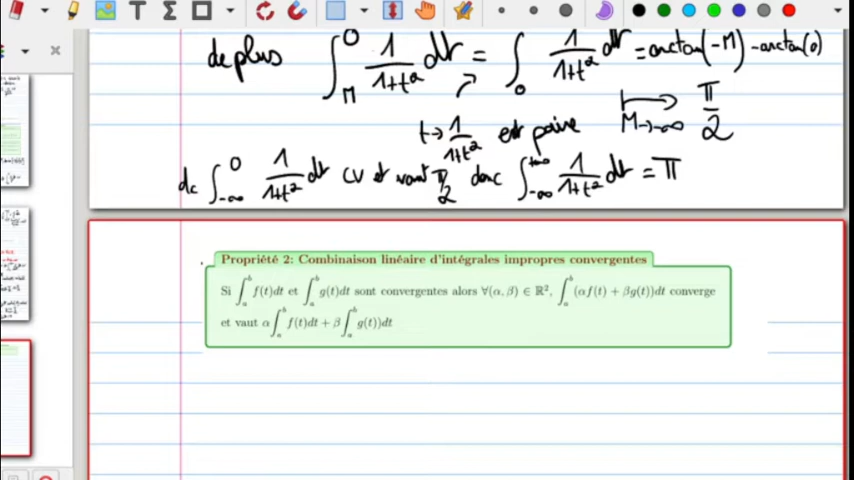 de plus ∫_M^0 1/(1+t²) dt = ∫_0 1/(1+t²) dt = arctan(-M) - arctan(0)
t → 1/(1+t²) est paire ⟼ M→-∞ π/2
dc ∫_{-∞}^0 1/(1+t²) dt CV et vaut π/2 donc ∫_{-∞}^{+∞} 1/(1+t²) dt = π
Propriété 2: Combinaison linéaire d'intégrales impropres convergentes
Si ∫_a^b f(t)dt et ∫_a^b g(t)dt sont convergentes alors ∀(α, β) ∈ ℝ², ∫_a^b (αf(t) + βg(t))dt converge
et vaut α ∫_a^b f(t)dt + β ∫_a^b g(t))dt